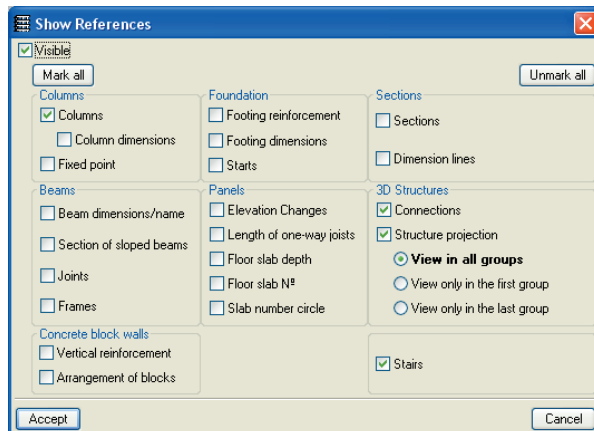 Show References
Visible
Mark all
Unmark all
Columns
Columns
Column dimensions
Fixed point
Foundation
Footing reinforcement
Footing dimensions
Starts
Sections
Sections
Dimension lines
Beams
Beam dimensions/name
Section of sloped beams
Joints
Frames
Panels
Elevation Changes
Length of one-way joists
Floor slab depth
Floor slab Nº
Slab number circle
3D Structures
Connections
Structure projection
View in all groups
View only in the first group
View only in the last group
Concrete block walls
Vertical reinforcement
Arrangement of blocks
Stairs
Accept
Cancel